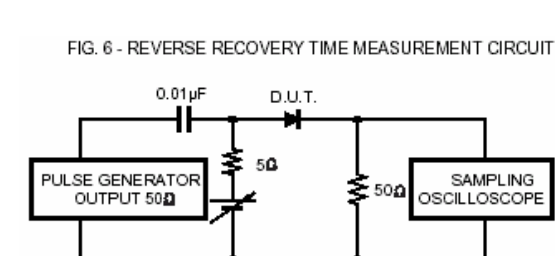 FIG. 6 - REVERSE RECOVERY TIME MEASUREMENT CIRCUIT
0.01µF
D.U.T.
5Ω
PULSE GENERATOR
OUTPUT 50Ω
50Ω
SAMPLING
OSCILLOSCOPE